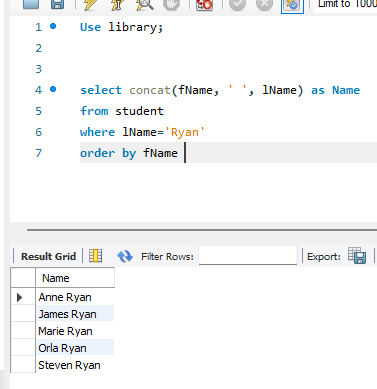 Limit to 1000
1 Use library;
2
3
4 select concat(fName, ' ', lName) as Name
5 from student
6 where lName='Ryan'
7 order by fName
Result Grid Filter Rows: Export:
Name
Anne Ryan
James Ryan
Marie Ryan
Orla Ryan
Steven Ryan